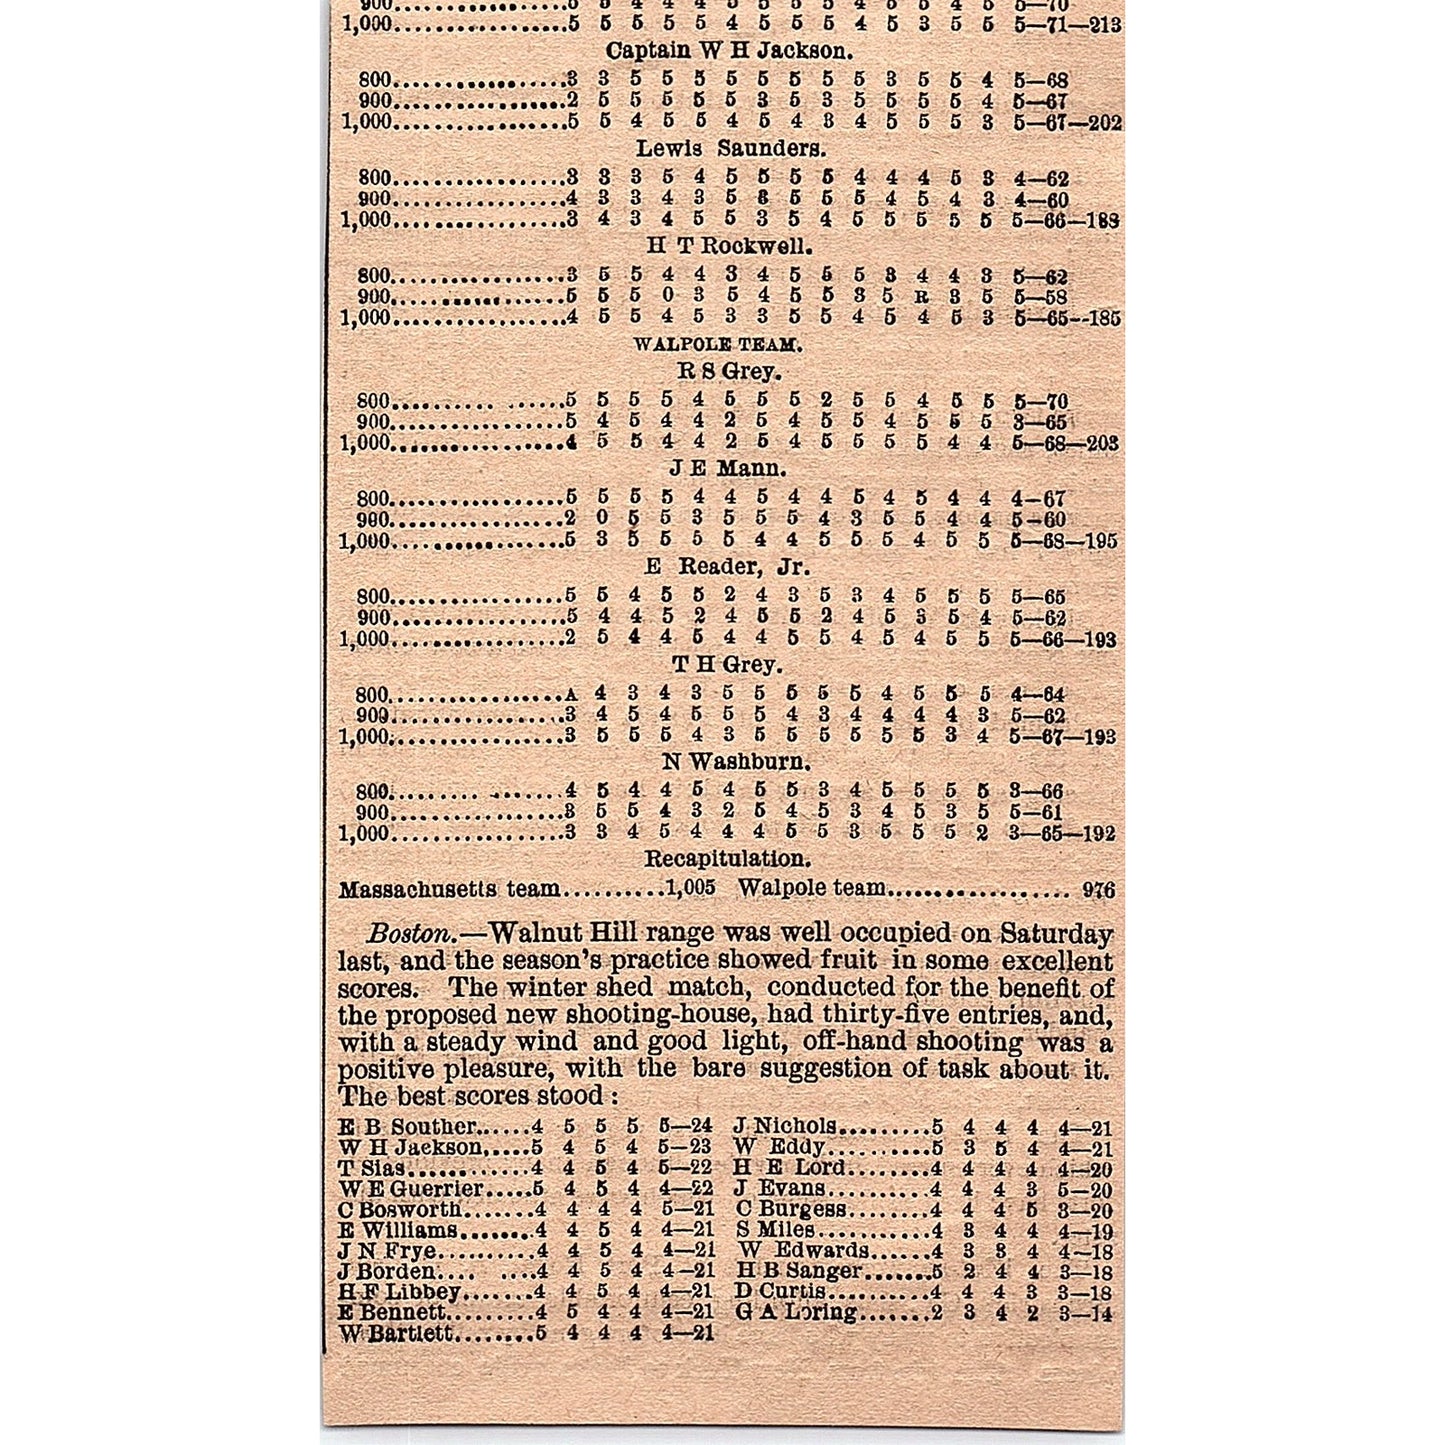 900..................5 5 4 4 4 5 5 5 4 5 5 5 4 5 5—70
1,000................5 5 5 5 5 4 5 5 5 4 5 3 5 5 5—71—213
Captain W H Jackson.
800..................3 3 5 5 5 5 5 5 5 5 3 5 5 4 5—68
900..................2 5 5 5 5 5 3 5 3 5 5 5 5 4 5—67
1,000................5 5 4 5 5 4 5 4 3 4 5 5 5 3 5—67—202
Lewis Saunders.
800..................3 3 3 5 4 5 5 5 5 4 4 4 5 3 4—62
900..................4 3 3 4 3 5 3 5 5 5 4 5 4 3 4—60
1,000................3 4 3 4 5 5 3 5 4 5 5 5 5 5 5—66—188
H T Rockwell.
800..................3 5 5 4 4 3 4 5 5 5 3 4 4 3 5—62
900..................5 5 5 0 3 5 4 5 5 3 5 R 3 5 5—58
1,000................4 5 5 4 5 3 3 5 5 4 5 4 5 3 5—65--185
WALPOLE TEAM.
R S Grey.
800..................5 5 5 5 4 5 5 5 2 5 5 4 5 5 5—70
900..................5 4 5 4 4 2 5 4 5 5 4 5 5 5 3—65
1,000................4 5 5 4 4 2 5 4 5 5 5 5 4 4 5—68—203
J E Mann.
800..................5 5 5 5 4 4 5 4 4 5 4 5 4 4 4—67
900..................2 0 5 5 3 5 5 5 4 3 5 5 4 4 5—60
1,000................5 3 5 5 5 5 4 4 5 5 5 4 5 5 5—68—195
E Reader, Jr.
800..................5 5 4 5 5 2 4 3 5 3 4 5 5 5 5—65
900..................5 4 4 5 2 4 5 5 2 4 5 3 5 4 5—62
1,000................2 5 4 4 5 4 4 5 5 4 5 4 5 5 5—66—193
T H Grey.
800..................A 4 3 4 3 5 5 5 5 5 4 5 5 5 4—64
900..................3 4 5 4 5 5 5 4 3 4 4 4 4 3 5—62
1,000................3 5 5 5 4 3 5 5 5 5 5 5 3 4 5—67—193
N Washburn.
800..................4 5 4 4 5 4 5 5 3 4 5 5 5 5 3—66
900..................3 5 5 4 3 2 5 4 5 3 4 5 3 5 5—61
1,000................3 3 4 5 4 4 4 5 5 3 5 5 5 2 3—65—192
Recapitulation.
Massachusetts team..........1,005 Walpole team.................. 976
Boston.—Walnut Hill range was well occupied on Saturday
last, and the season's practice showed fruit in some excellent
scores. The winter shed match, conducted for the benefit of
the proposed new shooting-house, had thirty-five entries, and,
with a steady wind and good light, off-hand shooting was a
positive pleasure, with the bare suggestion of task about it.
The best scores stood :
E B Souther......4 5 5 5 5—24 J Nichols.........5 4 4 4 4—21
W H Jackson,.....5 4 5 4 5—23 W Eddy..........5 3 5 4 4—21
T Sias............4 4 5 4 5—22 H E Lord........4 4 4 4 4—20
W E Guerrier.....5 4 5 4 4—22 J Evans..........4 4 4 3 5—20
C Bosworth.......4 4 4 4 5—21 C Burgess........4 4 4 5 3—20
E Williams........4 4 5 4 4—21 S Miles...........4 3 4 4 4—19
J N Frye..........4 4 5 4 4—21 W Edwards......4 3 3 4 4—18
J Borden.... ....4 4 5 4 4—21 H B Sanger.......5 2 4 4 3—18
H F Libbey.......4 4 5 4 4—21 D Curtis..........4 4 4 3 3—18
E Bennett.........4 5 4 4 4—21 G A Loring.......2 3 4 2 3—14
W Bartlett........5 4 4 4 4—21